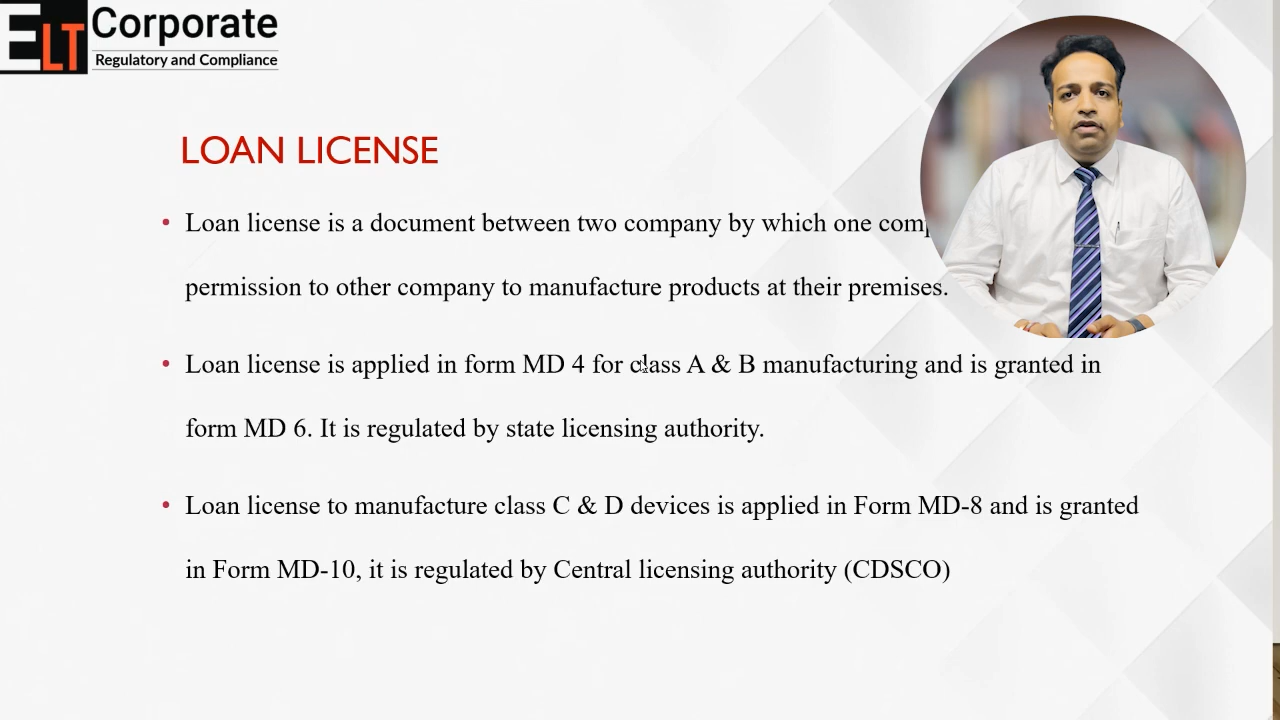 ELT Corporate
Regulatory and Compliance
LOAN LICENSE
• Loan license is a document between two company by which one
permission to other company to manufacture products at their premises.
• Loan license is applied in form MD 4 for class A & B manufacturing and is granted in
form MD 6. It is regulated by state licensing authority.
• Loan license to manufacture class C & D devices is applied in Form MD-8 and is granted
in Form MD-10, it is regulated by Central licensing authority (CDSCO)